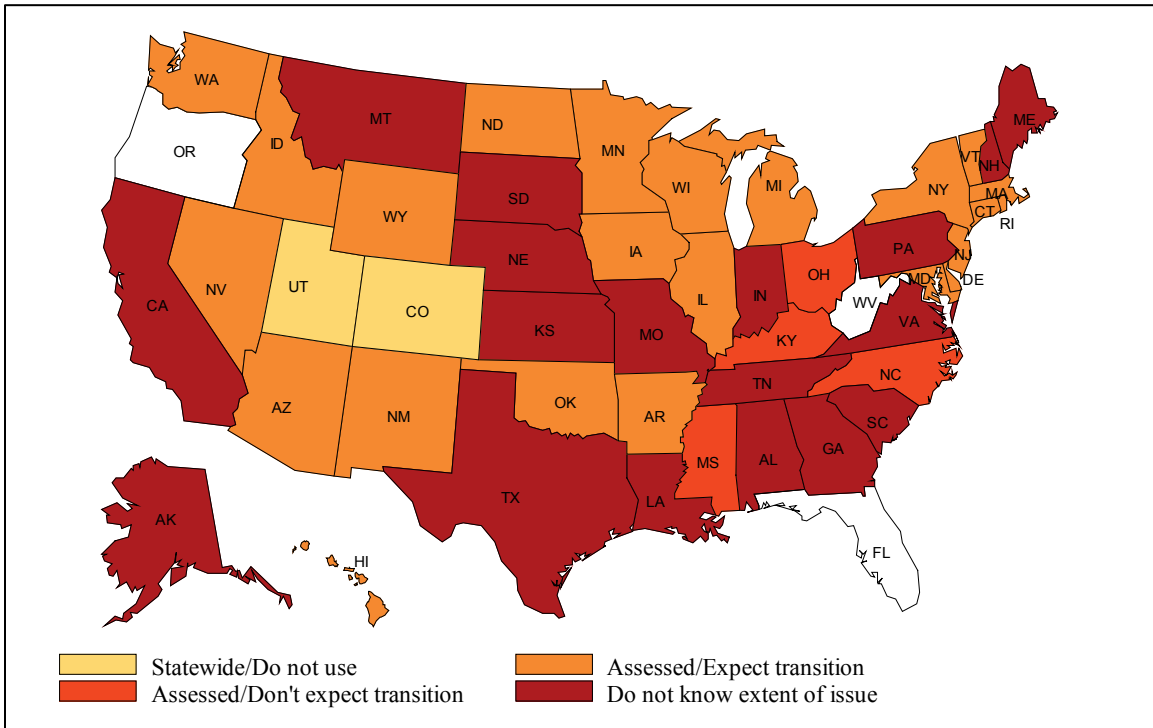 WA
MT
ND
MN
ME
OR
ID
VT
NH
WI
MI
NY
MA
SD
CT
WY
RI
IA
PA
NE
OH
NJ
NV
UT
IL
IN
MD
DE
CA
CO
WV
KS
MO
VA
KY
TN
NC
AZ
NM
OK
AR
SC
MS
AL
GA
TX
LA
AK
FL
HI
Statewide/Do not use
Assessed/Expect transition
Assessed/Don't expect transition
Do not know extent of issue